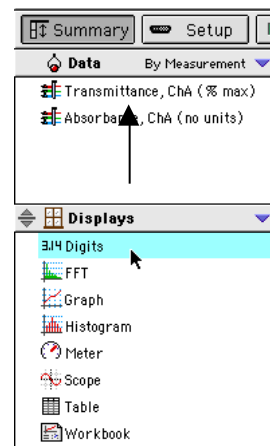 Summary Setup
Data By Measurement
Transmittance, ChA (% max)
Absorbance, ChA (no units)
Displays
3.14 Digits
FFT
Graph
Histogram
Meter
Scope
Table
Workbook